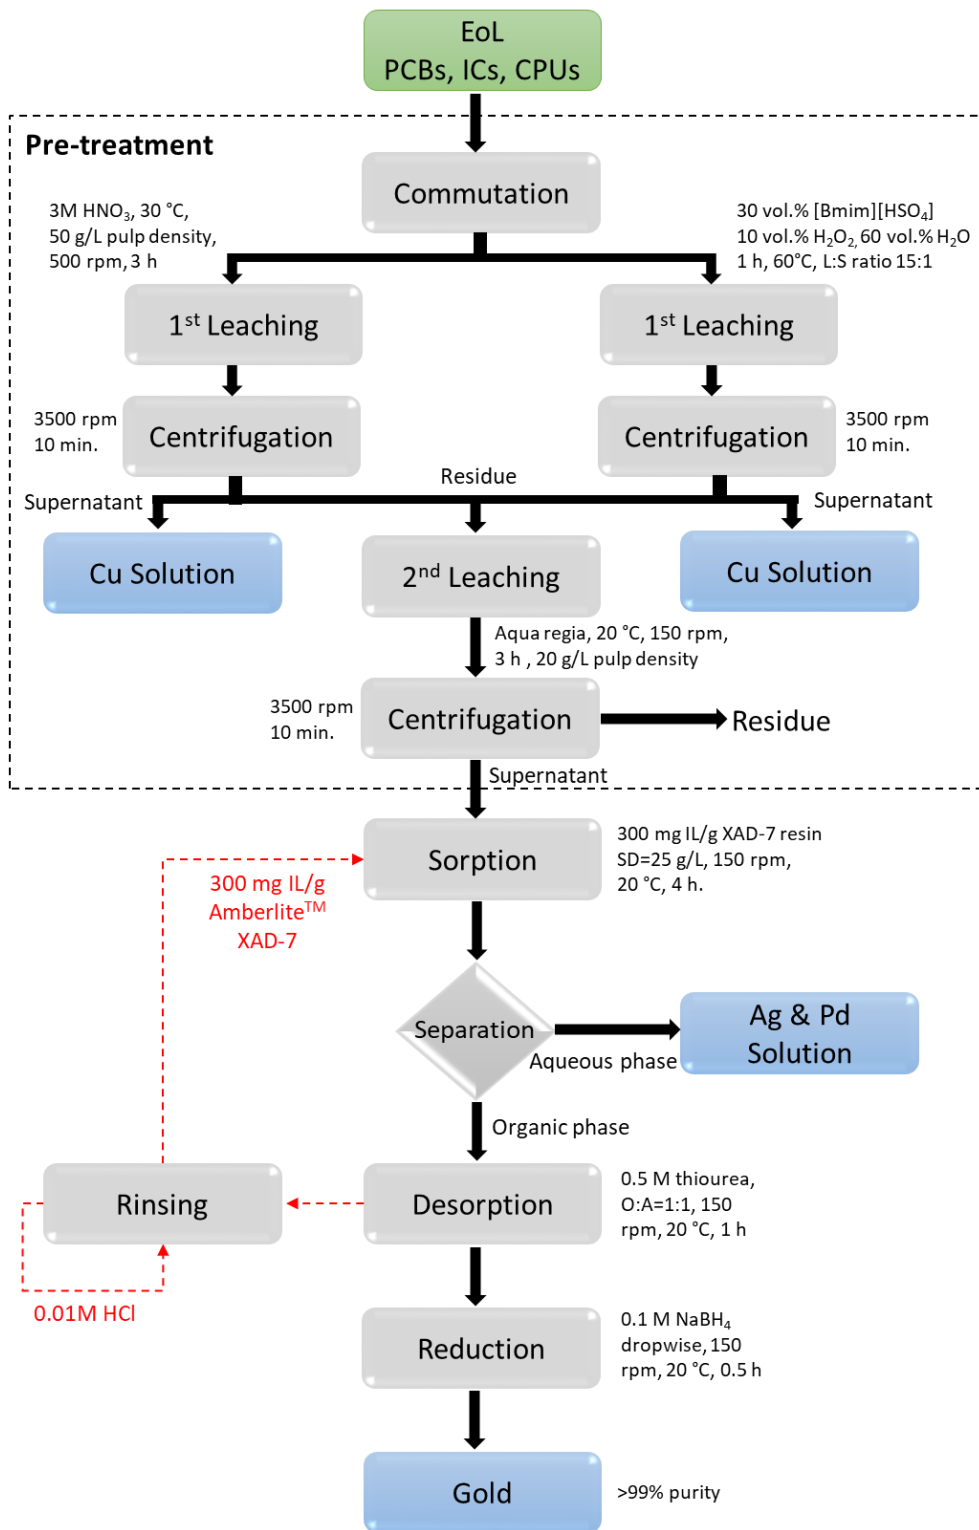 EoL
PCBs, ICs, CPUs
Pre-treatment
Commutation
3M HNO₃, 30 °C,
50 g/L pulp density,
500 rpm, 3 h
30 vol.% [Bmim][HSO₄]
10 vol.% H₂O₂, 60 vol.% H₂O
1 h, 60°C, L:S ratio 15:1
1st Leaching
1st Leaching
3500 rpm
10 min.
Centrifugation
Centrifugation
3500 rpm
10 min.
Supernatant
Residue
Supernatant
Cu Solution
2nd Leaching
Cu Solution
Aqua regia, 20 °C, 150 rpm,
3 h , 20 g/L pulp density
3500 rpm
10 min.
Centrifugation
Residue
Supernatant
Sorption
300 mg IL/g XAD-7 resin
SD=25 g/L, 150 rpm,
20 °C, 4 h.
300 mg IL/g
Amberlite™
XAD-7
Separation
Aqueous phase
Ag & Pd
Solution
Organic phase
Rinsing
Desorption
0.5 M thiourea,
O:A=1:1, 150
rpm, 20 °C, 1 h
0.01M HCl
Reduction
0.1 M NaBH₄
dropwise, 150
rpm, 20 °C, 0.5 h
Gold
>99% purity